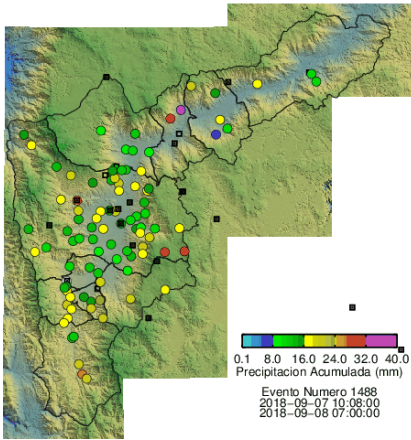 0.1 8.0 16.0 24.0 32.0 40.0
Precipitacion Acumulada (mm)
Evento Numero 1488
2018-09-07 10:08:00
2018-09-08 07:00:00